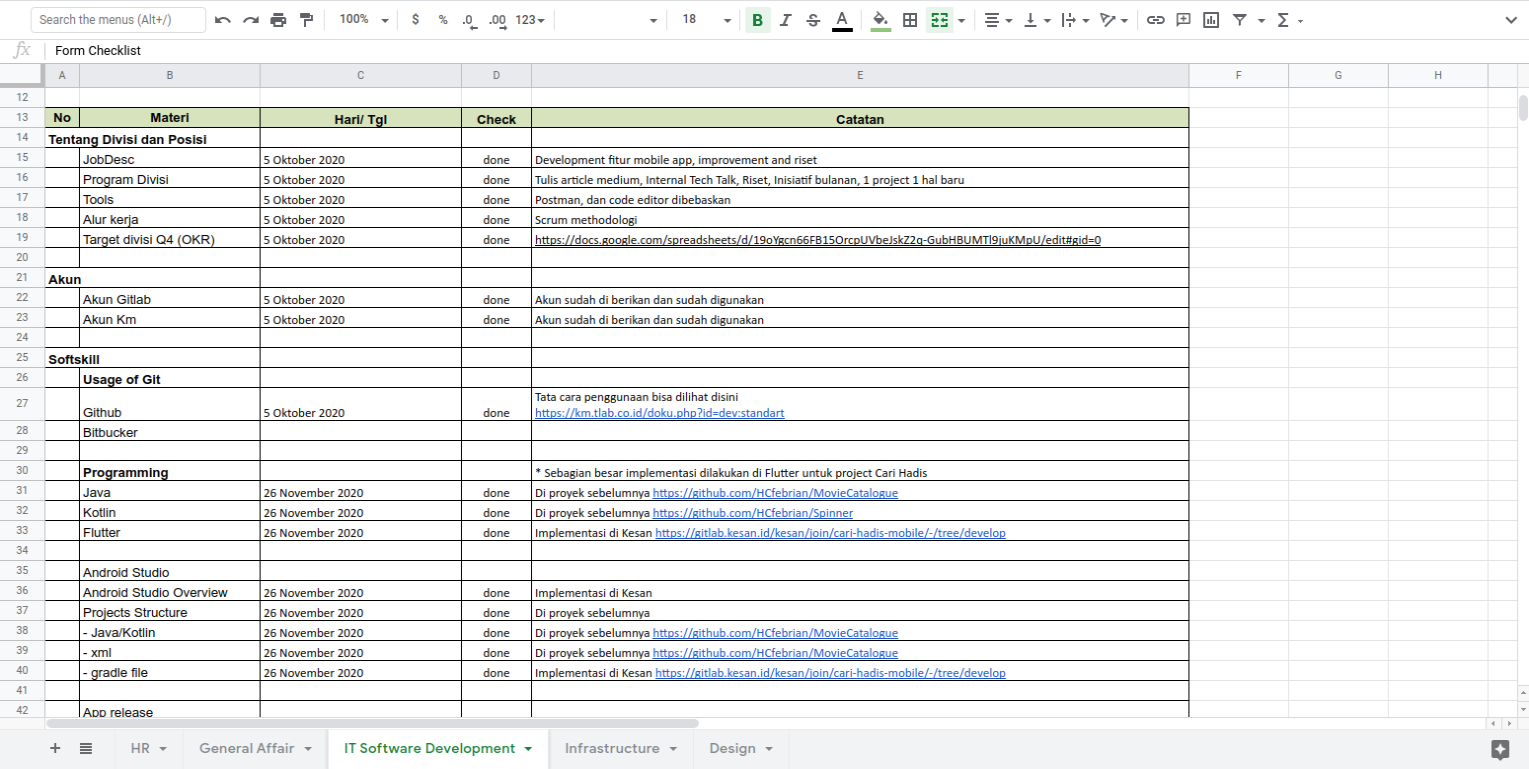 Search the menus (Alt+/) 100% $ % .0 .00 123 18 B I S A Σ
fx Form Checklist
A B C D E F G H
12
13 No Materi Hari/ Tgl Check Catatan
14 Tentang Divisi dan Posisi
15 JobDesc 5 Oktober 2020 done Development fitur mobile app, improvement and riset
16 Program Divisi 5 Oktober 2020 done Tulis article medium, Internal Tech Talk, Riset, Inisiatif bulanan, 1 project 1 hal baru
17 Tools 5 Oktober 2020 done Postman, dan code editor dibebaskan
18 Alur kerja 5 Oktober 2020 done Scrum methodologi
19 Target divisi Q4 (OKR) 5 Oktober 2020 done https://docs.google.com/spreadsheets/d/19oYgcn66FB15OrcpUVbeJskZ2q-GubHBUMTl9juKMpU/edit#gid=0
20
21 Akun
22 Akun Gitlab 5 Oktober 2020 done Akun sudah di berikan dan sudah digunakan
23 Akun Km 5 Oktober 2020 done Akun sudah di berikan dan sudah digunakan
24
25 Softskill
26 Usage of Git
Tata cara penggunaan bisa dilihat disini
27 Github 5 Oktober 2020 done https://km.tlab.co.id/doku.php?id=dev:standart
28 Bitbucker
29
30 Programming * Sebagian besar implementasi dilakukan di Flutter untuk project Cari Hadis
31 Java 26 November 2020 done Di proyek sebelumnya https://github.com/HCfebrian/MovieCatalogue
32 Kotlin 26 November 2020 done Di proyek sebelumnya https://github.com/HCfebrian/Spinner
33 Flutter 26 November 2020 done Implementasi di Kesan https://gitlab.kesan.id/kesan/join/cari-hadis-mobile/-/tree/develop
34
35 Android Studio
36 Android Studio Overview 26 November 2020 done Implementasi di Kesan
37 Projects Structure 26 November 2020 done Di proyek sebelumnya
38 - Java/Kotlin 26 November 2020 done Di proyek sebelumnya https://github.com/HCfebrian/MovieCatalogue
39 - xml 26 November 2020 done Di proyek sebelumnya https://github.com/HCfebrian/MovieCatalogue
40 - gradle file 26 November 2020 done Implementasi di Kesan https://gitlab.kesan.id/kesan/join/cari-hadis-mobile/-/tree/develop
41
42 App release
+ HR General Affair IT Software Development Infrastructure Design